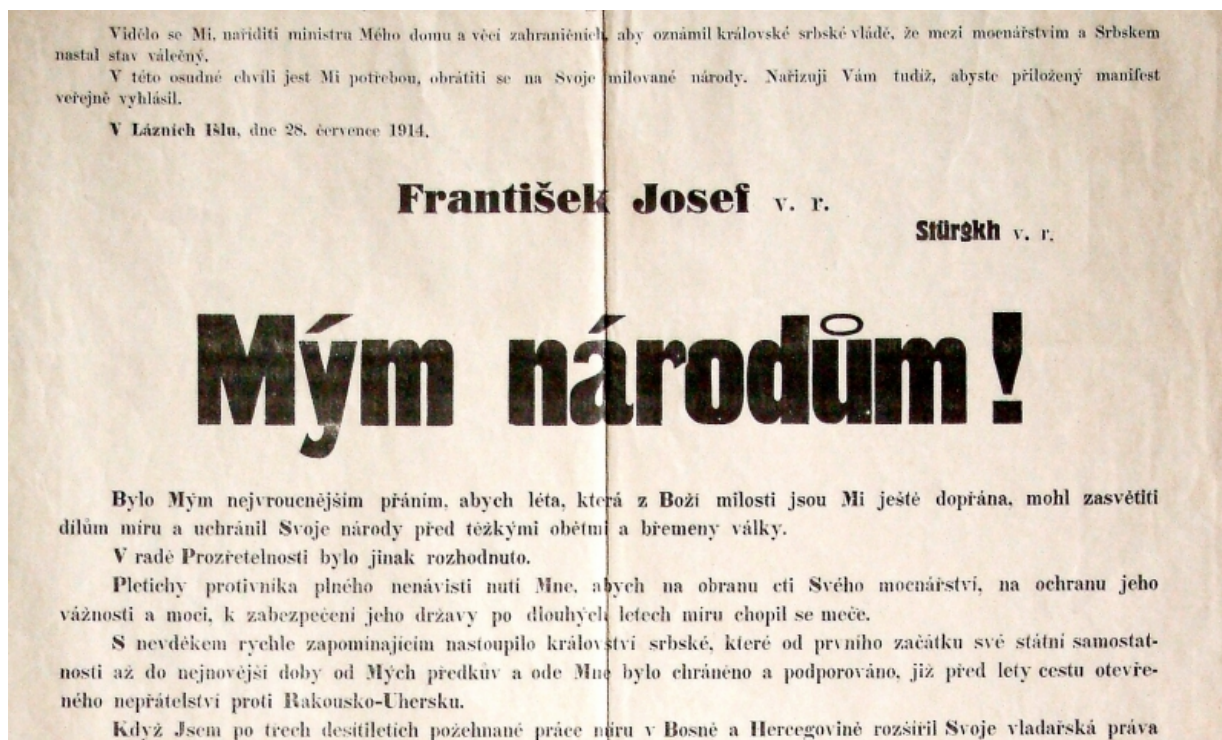 Vidělo se Mi, naříditi ministru Mého domu a věcí zahraničních, aby oznámil královské srbské vládě, že mezi mocnářstvím a Srbskem
nastal stav válečný.
V této osudné chvíli jest Mi potřebou, obrátiti se na Svoje milované národy. Nařizuji Vám tudíž, abyste přiložený manifest
veřejně vyhlásil.
V Lázních Išlu, dne 28. července 1914.
František Josef v. r.
Stürgkh v. r.
Mým národům!
Bylo Mým nejvroucnějším přáním, abych léta, která z Boží milosti jsou Mi ještě dopřána, mohl zasvětiti
dílům míru a uchránil Svoje národy před těžkými obětmi a břemeny války.
V radě Prozřetelnosti bylo jinak rozhodnuto.
Pletichy protivníka plného nenávisti nutí Mne, abych na obranu cti Svého mocnářství, na ochranu jeho
vážnosti a moci, k zabezpečení jeho državy po dlouhých letech míru chopil se meče.
S nevděkem rychle zapomínajícím nastoupilo království srbské, které od prvního začátku své státní samostat-
nosti až do nejnovější doby od Mých předkův a ode Mne bylo chráněno a podporováno, již před lety cestu otevře-
ného nepřátelství proti Rakousko-Uhersku.
Když Jsem po třech desítiletích požehnané práce míru v Bosně a Hercegovině rozšířil Svoje vladařská práva